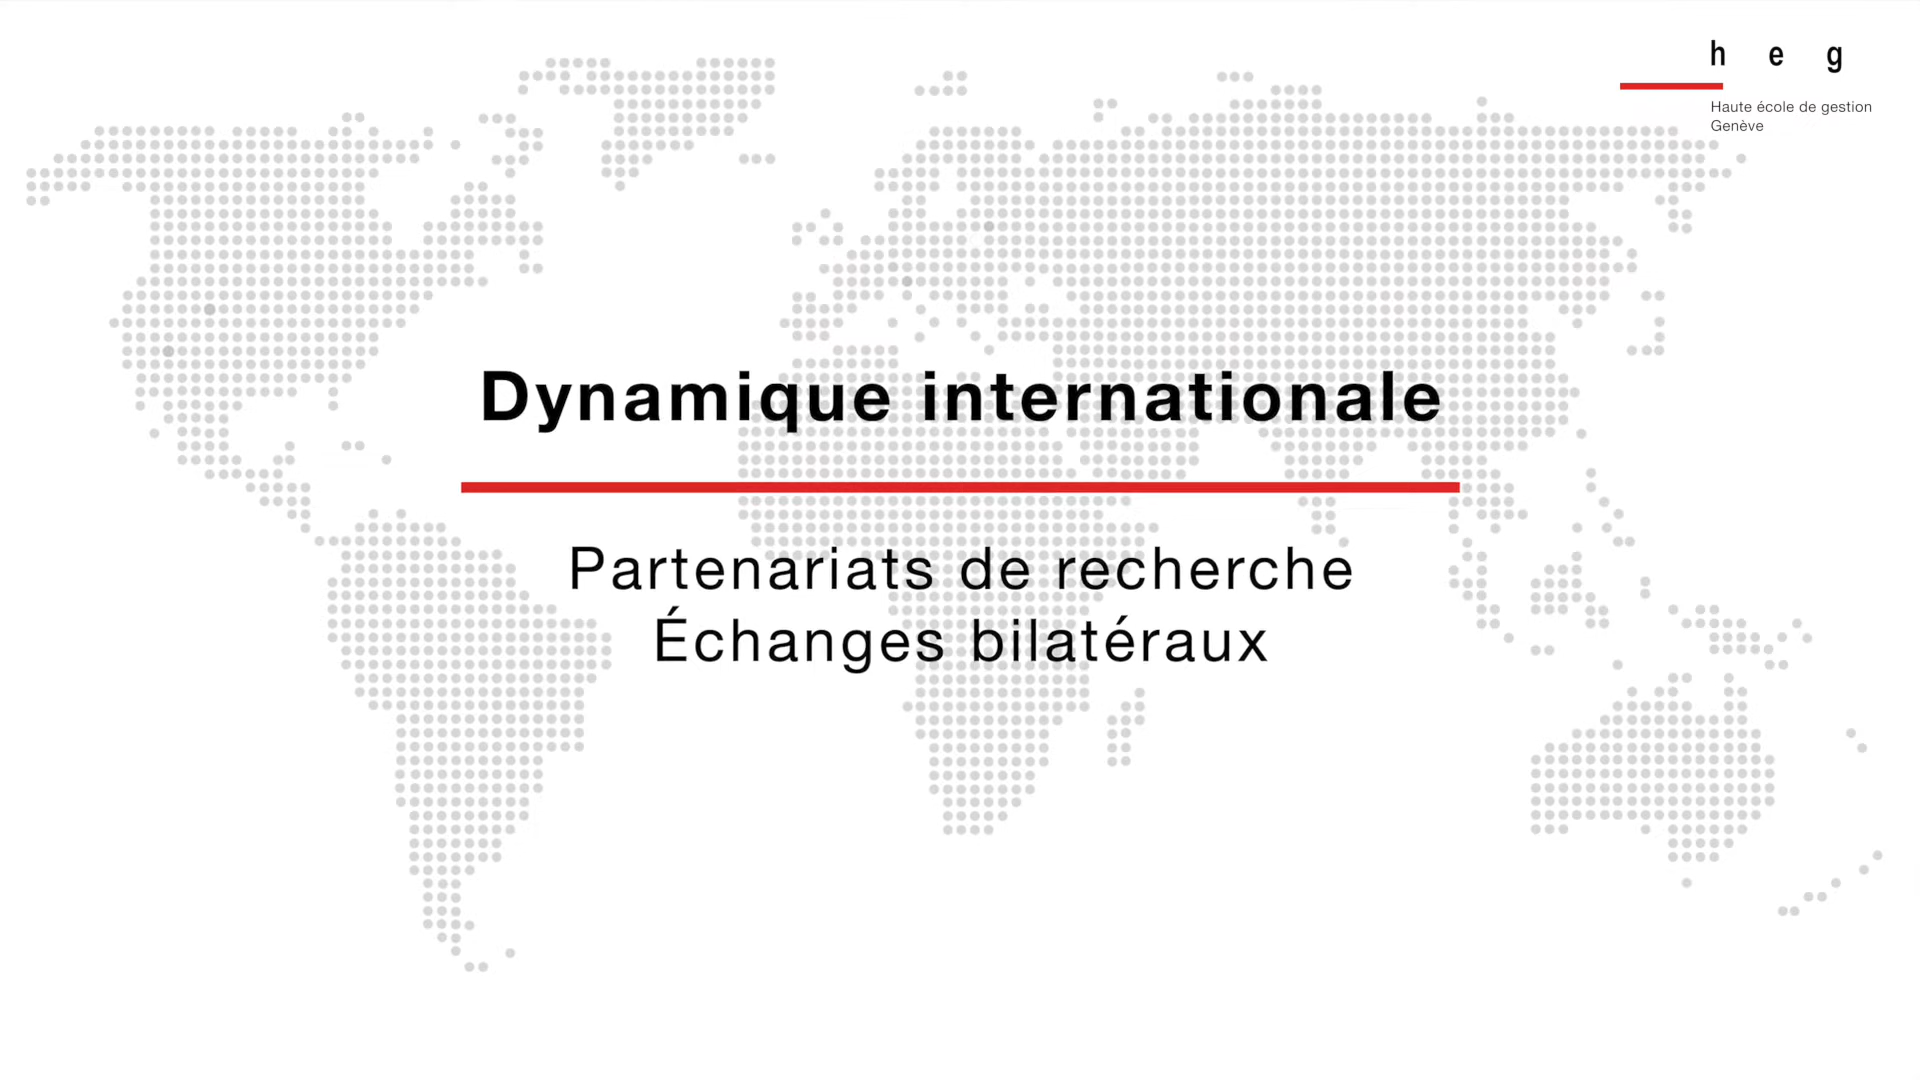 h e g
Haute école de gestion
Genève
Dynamique internationale
Partenariats de recherche
Échanges bilatéraux